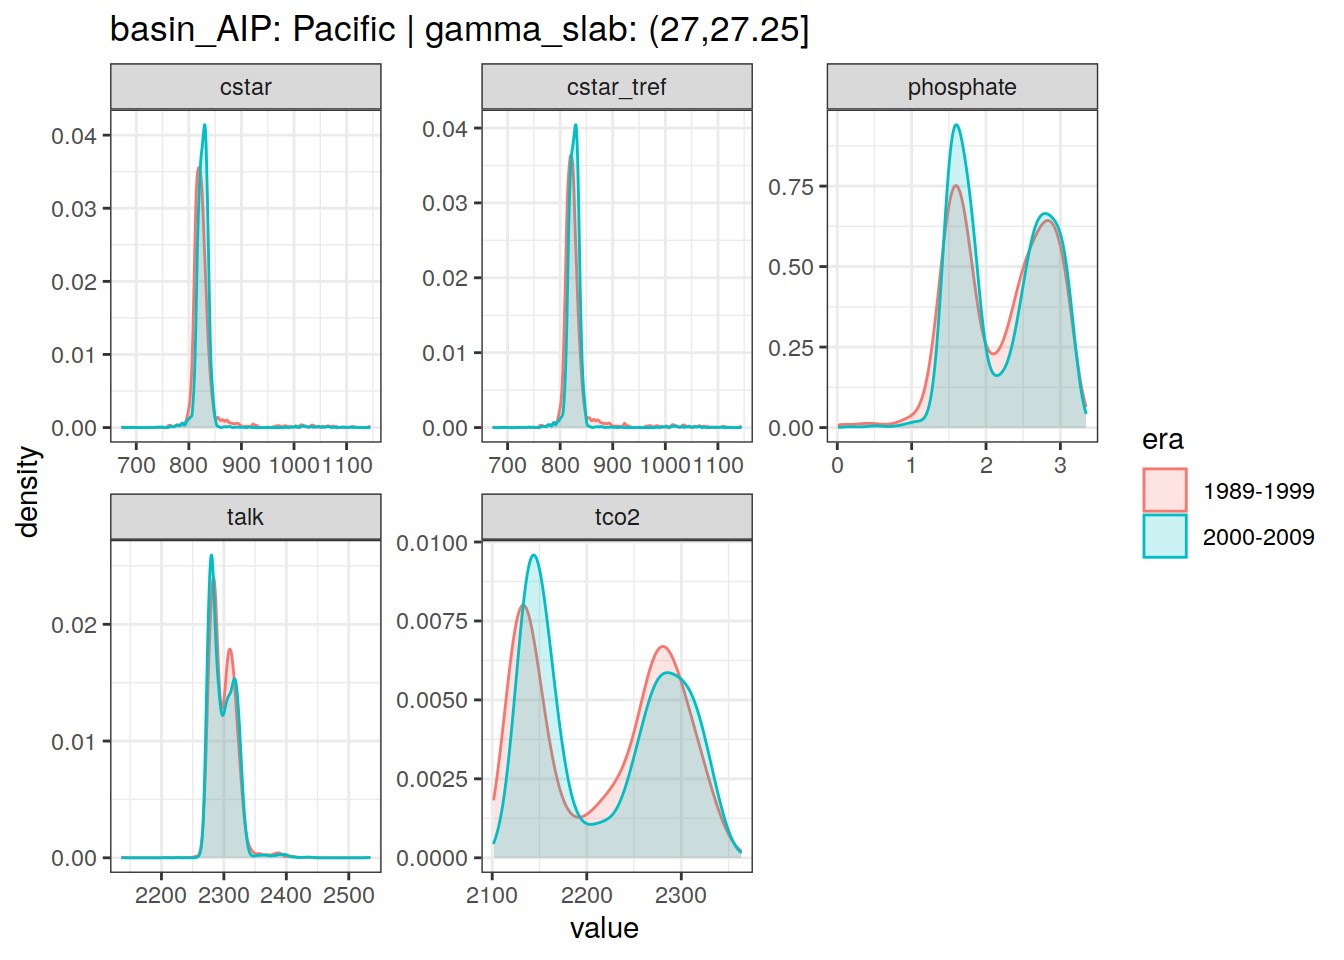 basin_AIP: Pacific | gamma_slab: (27,27.25]
cstar
cstar_tref
phosphate
0.04
0.03
0.02
0.01
0.00
700 800 900 1000 1100
0.04
0.03
0.02
0.01
0.00
700 800 900 1000 1100
0.75
0.50
0.25
0.00
0 1 2 3
density
talk
tco2
0.02
0.01
0.00
2200 2300 2400 2500
0.0100
0.0075
0.0050
0.0025
0.0000
2100 2200 2300
value
era
1989-1999
2000-2009